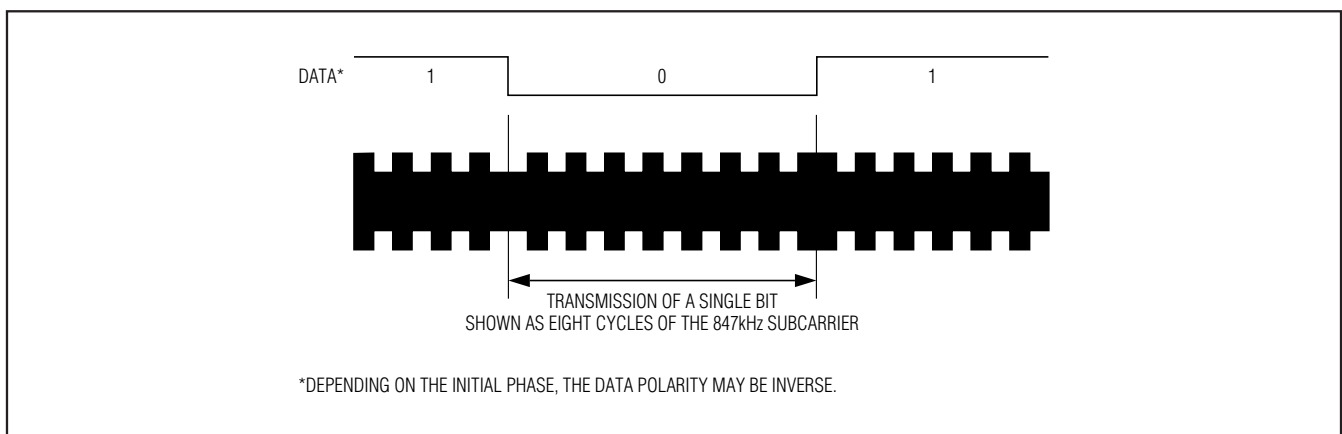 DATA* 1 0 1
TRANSMISSION OF A SINGLE BIT
SHOWN AS EIGHT CYCLES OF THE 847kHz SUBCARRIER
*DEPENDING ON THE INITIAL PHASE, THE DATA POLARITY MAY BE INVERSE.